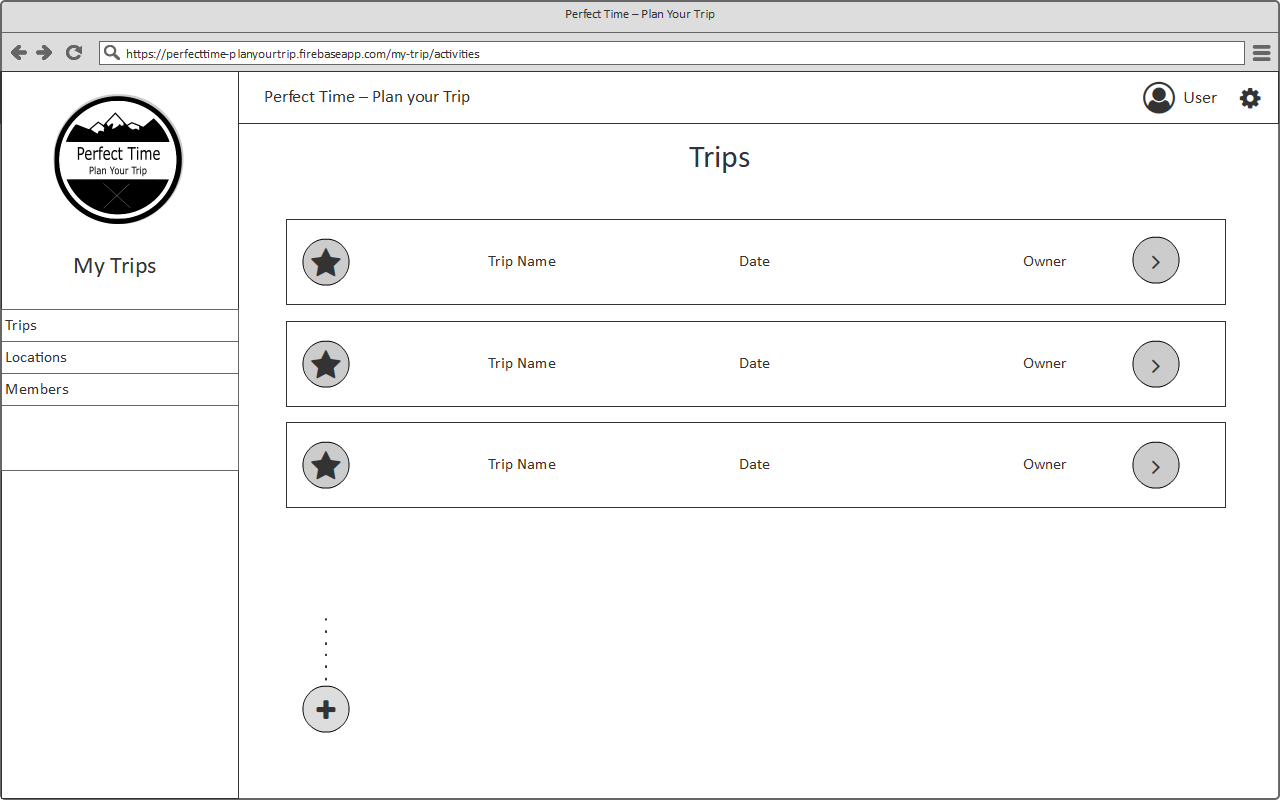 Perfect Time – Plan Your Trip
https://perfecttime-planyourtrip.firebaseapp.com/my-trip/activities
Perfect Time – Plan your Trip
User
Perfect Time
Plan Your Trip
My Trips
Trips
Locations
Members
Trips
Trip Name Date Owner
Trip Name Date Owner
Trip Name Date Owner